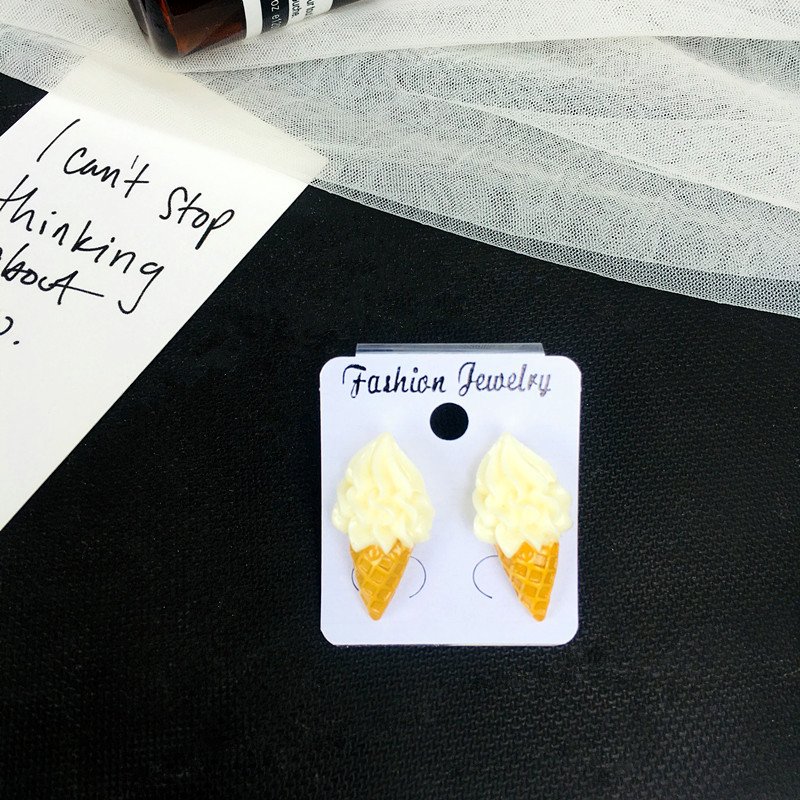 I can't stop
thinking
about
Fashion Jewelry